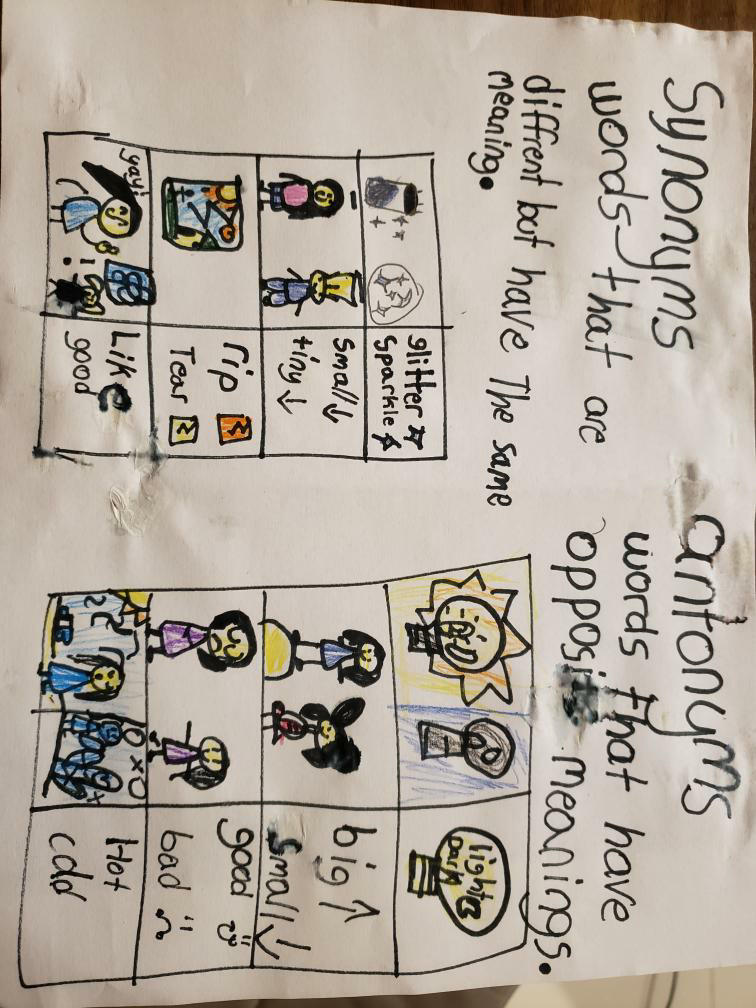 Synonyms
words that are
diffrent but have The same
meaning.
glitter
Sparkle
small ↓
tiny ↓
rip
Tear
yay!
Like
good
antonyms
words that have
opposi meanings.
light
Dark
big ↑
small ↓
good
bad
Hot
cold